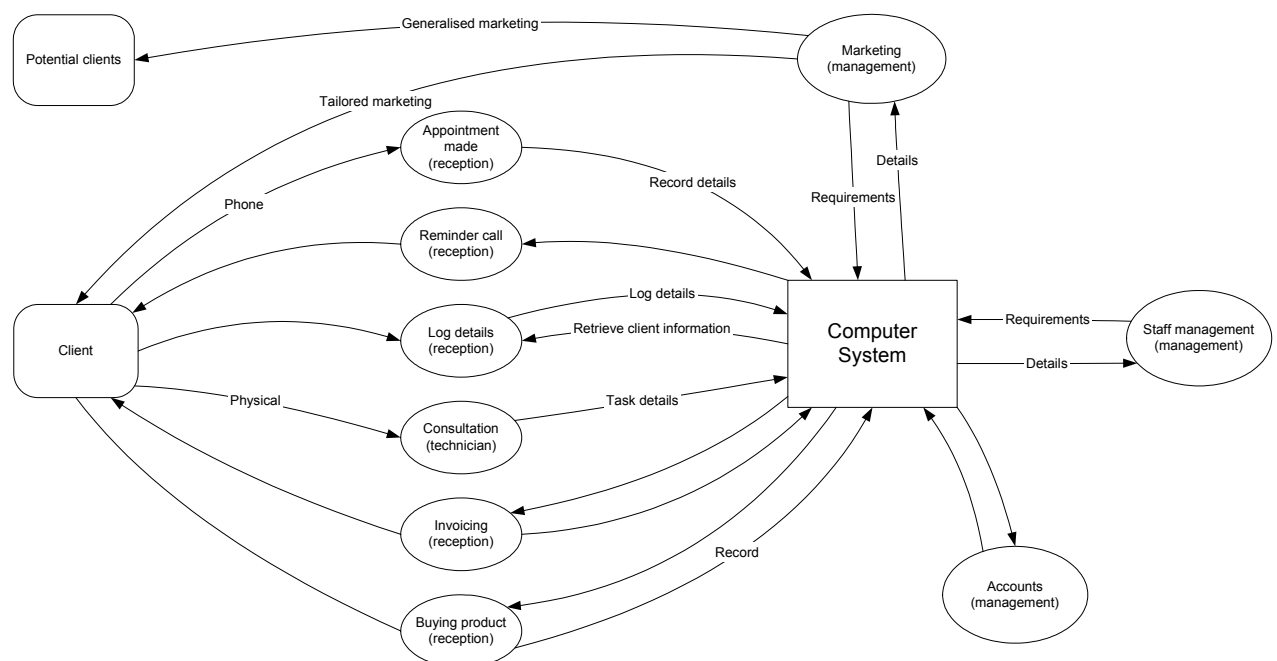 Generalised marketing
Potential clients
Marketing
(management)
Tailored marketing
Appointment
made
(reception)
Details
Record details
Requirements
Phone
Reminder call
(reception)
Log details
Retrieve client information
Log details
(reception)
Client
Computer
System
Requirements
Staff management
(management)
Details
Physical
Task details
Consultation
(technician)
Invoicing
(reception)
Record
Accounts
(management)
Buying product
(reception)